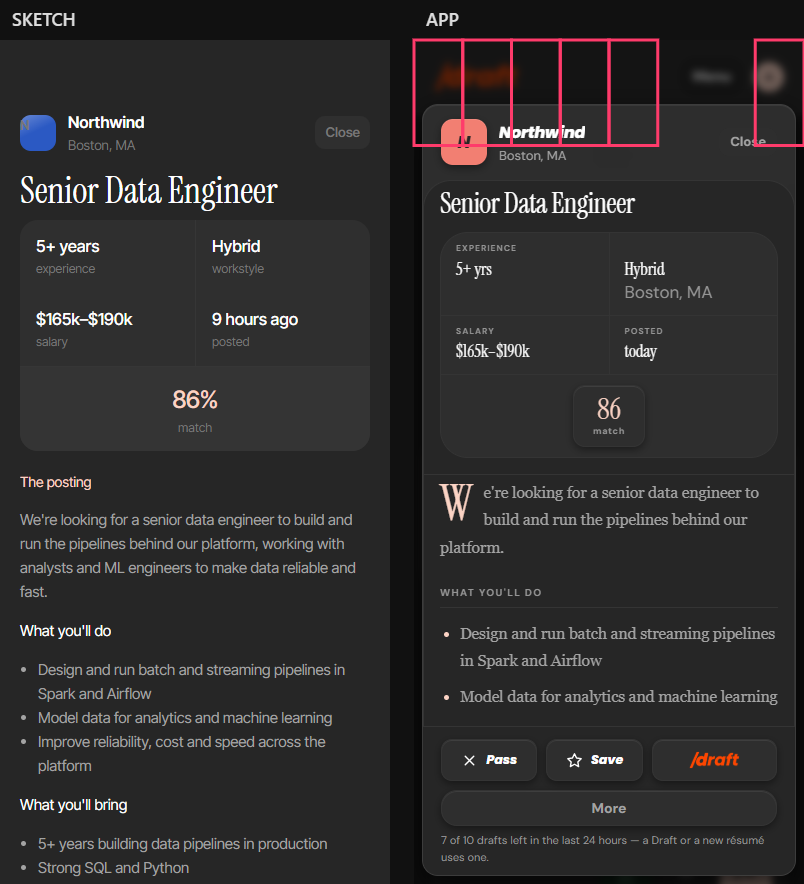 SKETCH
N
Northwind
Boston, MA
Close
Senior Data Engineer
5+ years
experience
Hybrid
workstyle
$165k–$190k
salary
9 hours ago
posted
86%
match
The posting
We're looking for a senior data engineer to build and
run the pipelines behind our platform, working with
analysts and ML engineers to make data reliable and
fast.
What you'll do
• Design and run batch and streaming pipelines in
Spark and Airflow
• Model data for analytics and machine learning
• Improve reliability, cost and speed across the
platform
What you'll bring
• 5+ years building data pipelines in production
• Strong SQL and Python
APP
/draft
Menu
N
Northwind
Boston, MA
Close
Senior Data Engineer
EXPERIENCE
5+ yrs
Hybrid
Boston, MA
SALARY
$165k–$190k
POSTED
today
86
match
We're looking for a senior data engineer to
build and run the pipelines behind our
platform.
WHAT YOU'LL DO
• Design and run batch and streaming pipelines
in Spark and Airflow
• Model data for analytics and machine learning
Pass
Save
/draft
More
7 of 10 drafts left in the last 24 hours — a Draft or a new résumé
uses one.